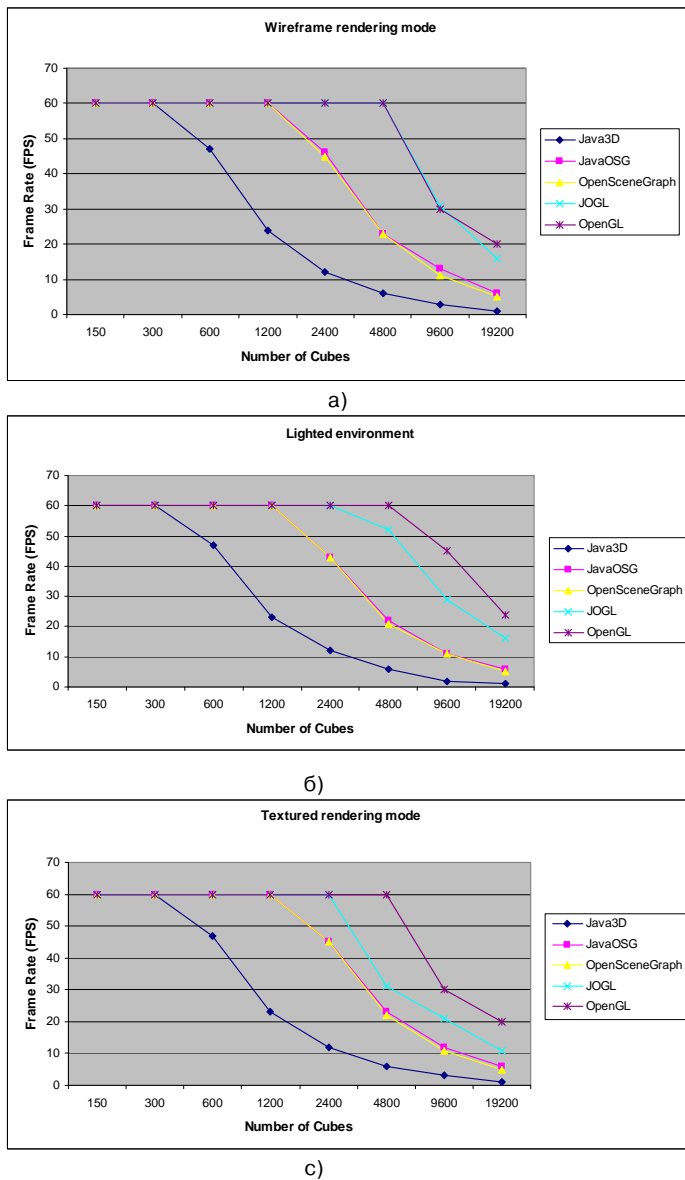 Wireframe rendering mode
70
60
50
40
30
20
10
0
Frame Rate (FPS)
150 300 600 1200 2400 4800 9600 19200
Number of Cubes
Java3D
JavaOSG
OpenSceneGraph
JOGL
OpenGL
а)
Lighted environment
70
60
50
40
30
20
10
0
Frame Rate (FPS)
150 300 600 1200 2400 4800 9600 19200
Number of Cubes
Java3D
JavaOSG
OpenSceneGraph
JOGL
OpenGL
б)
Textured rendering mode
70
60
50
40
30
20
10
0
Frame Rate (FPS)
150 300 600 1200 2400 4800 9600 19200
Number of Cubes
Java3D
JavaOSG
OpenSceneGraph
JOGL
OpenGL
с)